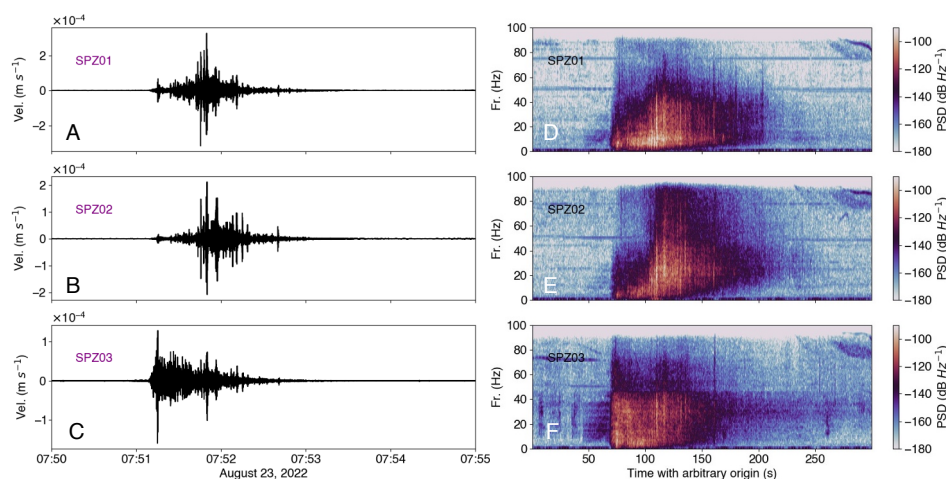 ×10⁻⁴
SPZ01
Vel. (m s⁻¹)
2
0
−2
A
×10⁻⁴
SPZ02
Vel. (m s⁻¹)
2
1
0
−1
−2
B
×10⁻⁴
SPZ03
Vel. (m s⁻¹)
1
0
−1
C
07:50 07:51 07:52 07:53 07:54 07:55
August 23, 2022
Fr. (Hz)
100
80
60
40
20
0
SPZ01
D
PSD (dB Hz⁻¹)
−100
−120
−140
−160
−180
Fr. (Hz)
100
80
60
40
20
0
SPZ02
E
PSD (dB Hz⁻¹)
−100
−120
−140
−160
−180
Fr. (Hz)
100
80
60
40
20
0
SPZ03
F
PSD (dB Hz⁻¹)
−100
−120
−140
−160
−180
50 100 150 200 250
Time with arbitrary origin (s)